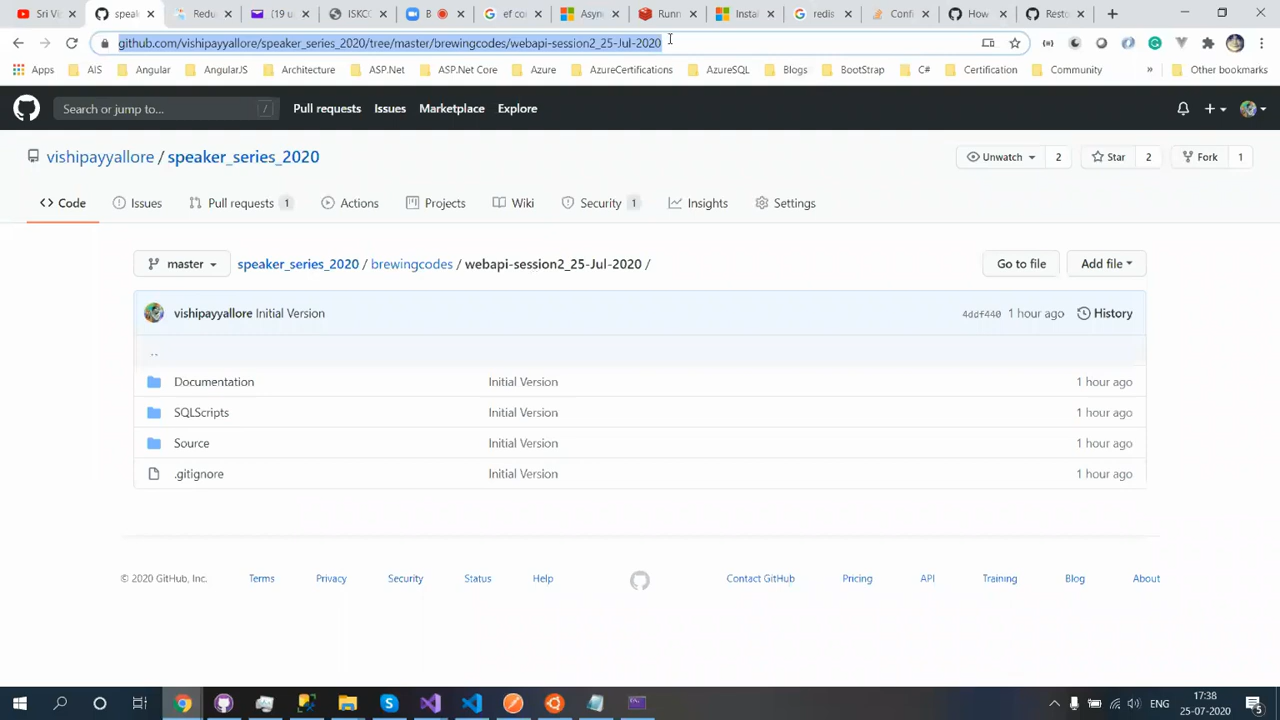 Sri Vi
speak
Redu
(19 u
ISKCO
B
ef co
Async
Runn
Instal
redis
Confi
How
Resto
github.com/vishipayyallore/speaker_series_2020/tree/master/brewingcodes/webapi-session2_25-Jul-2020
Apps AIS Angular AngularJS Architecture ASP.Net ASP.Net Core Azure AzureCertifications AzureSQL Blogs BootStrap C# Certification Community » Other bookmarks
Search or jump to... / Pull requests Issues Marketplace Explore
vishipayyallore / speaker_series_2020 Unwatch 2 Star 2 Fork 1
Code Issues Pull requests 1 Actions Projects Wiki Security 1 Insights Settings
master speaker_series_2020 / brewingcodes / webapi-session2_25-Jul-2020 / Go to file Add file
vishipayyallore Initial Version 4ddf440 1 hour ago History
..
Documentation Initial Version 1 hour ago
SQLScripts Initial Version 1 hour ago
Source Initial Version 1 hour ago
.gitignore Initial Version 1 hour ago
© 2020 GitHub, Inc. Terms Privacy Security Status Help Contact GitHub Pricing API Training Blog About
ENG 17:38
25-07-2020 5